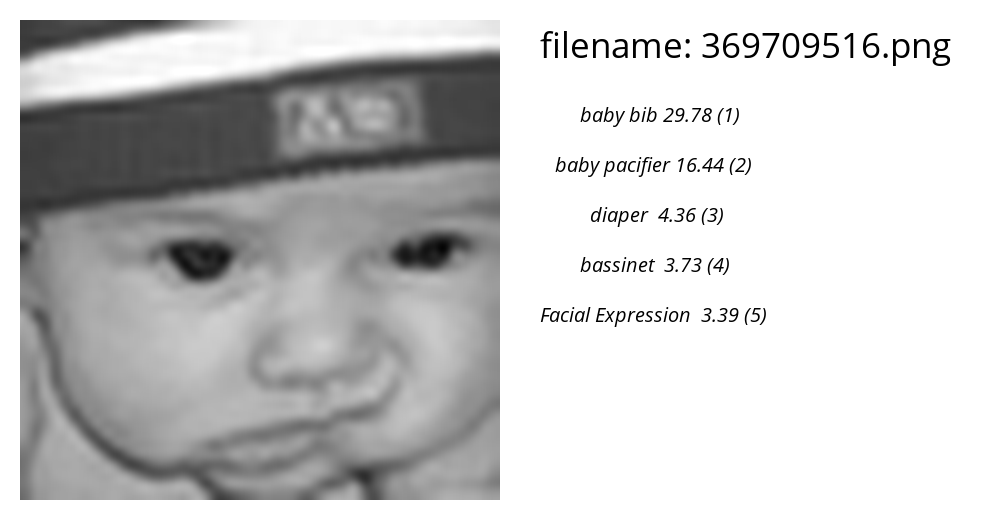 filename: 369709516.png
baby bib 29.78 (1)
baby pacifier 16.44 (2)
diaper 4.36 (3)
bassinet 3.73 (4)
Facial Expression 3.39 (5)